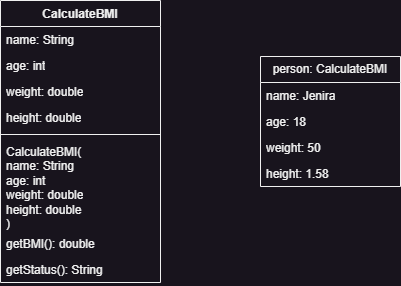 CalculateBMI
name: String
age: int
weight: double
height: double
CalculateBMI(
name: String
age: int
weight: double
height: double
)
getBMI(): double
getStatus(): String
person: CalculateBMI
name: Jenira
age: 18
weight: 50
height: 1.58